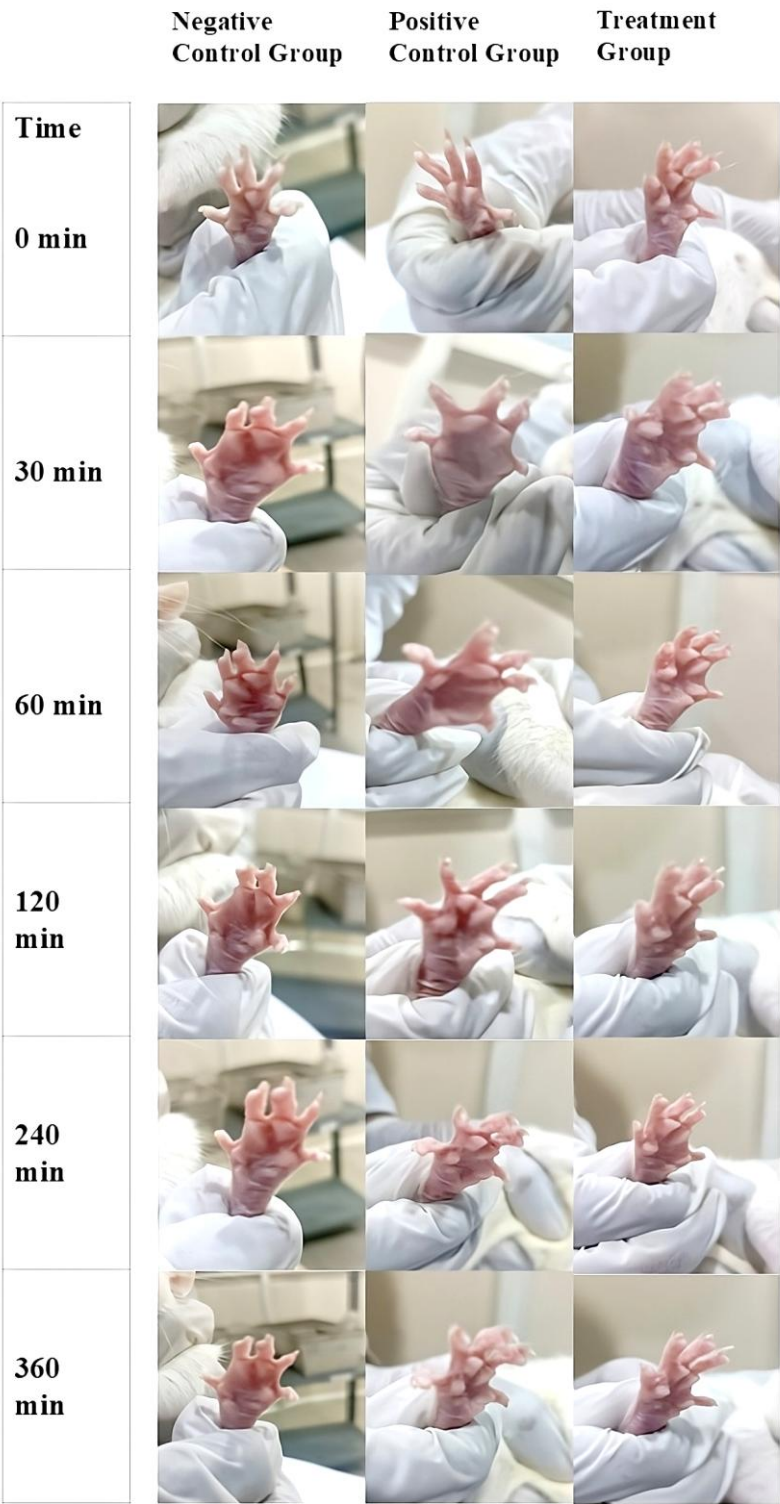 Negative
Control Group
Positive
Control Group
Treatment
Group
Time
0 min
30 min
60 min
120
min
240
min
360
min